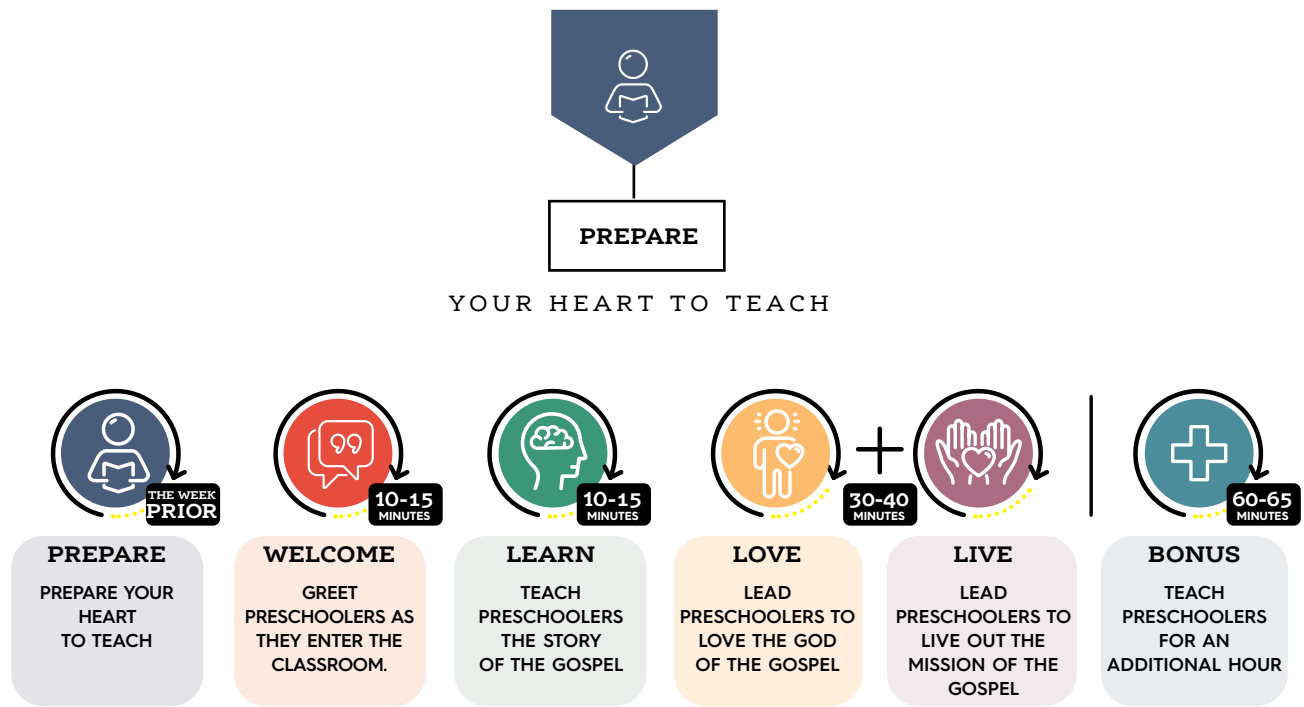 PREPARE
YOUR HEART TO TEACH
THE WEEK
PRIOR
10-15
MINUTES
10-15
MINUTES
30-40
MINUTES
60-65
MINUTES
PREPARE
PREPARE YOUR
HEART
TO TEACH
WELCOME
GREET
PRESCHOOLERS AS
THEY ENTER THE
CLASSROOM.
LEARN
TEACH
PRESCHOOLERS
THE STORY
OF THE GOSPEL
LOVE
LEAD
PRESCHOOLERS TO
LOVE THE GOD
OF THE GOSPEL
LIVE
LEAD
PRESCHOOLERS TO
LIVE OUT THE
MISSION OF THE
GOSPEL
BONUS
TEACH
PRESCHOOLERS
FOR AN
ADDITIONAL HOUR